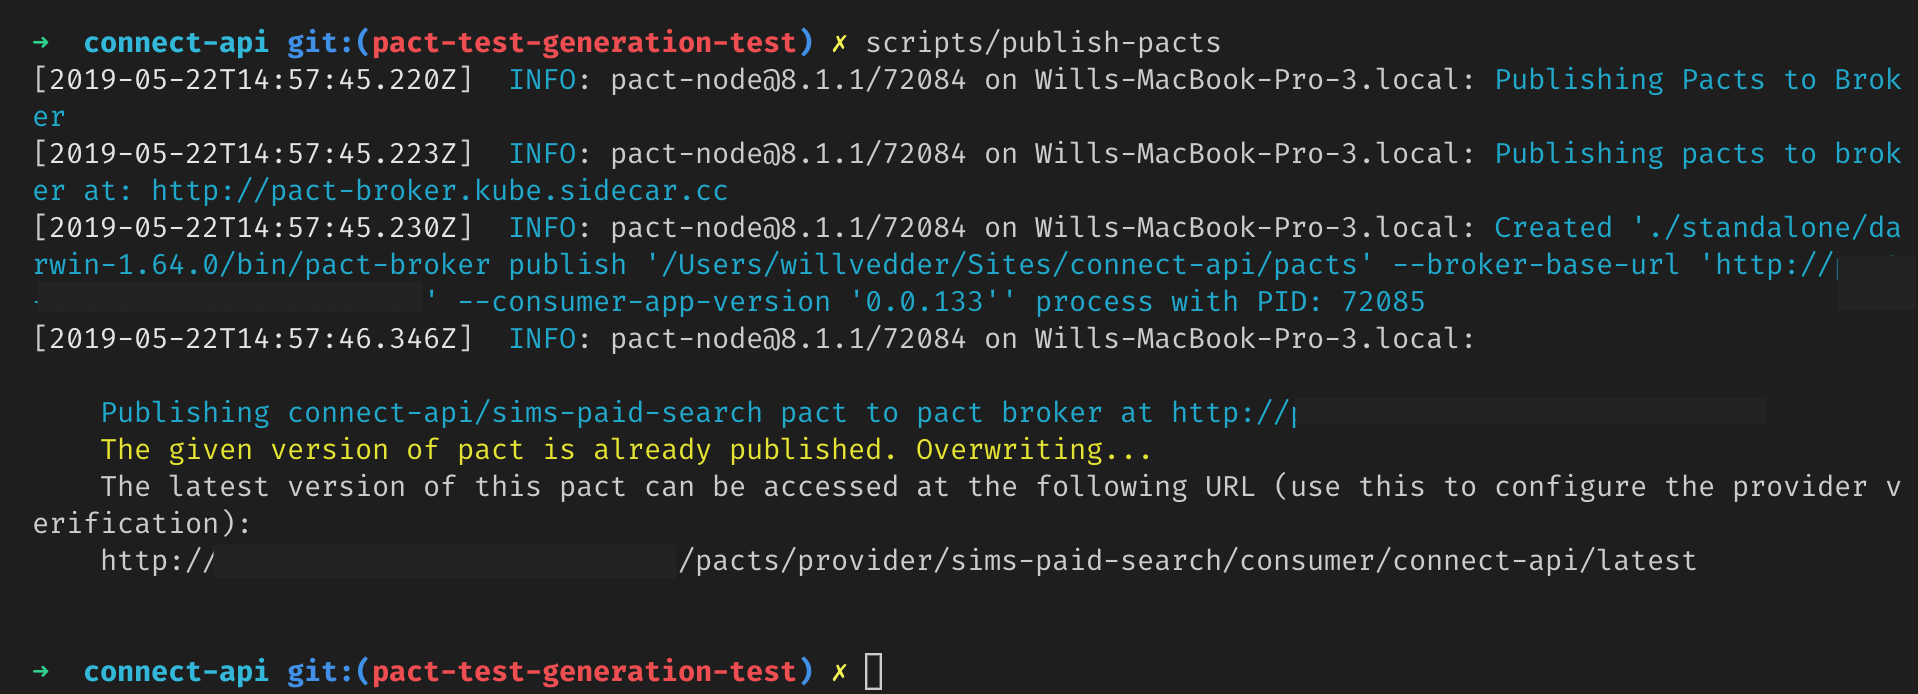 → connect-api git:(pact-test-generation-test) ✗ scripts/publish-pacts
[2019-05-22T14:57:45.220Z]  INFO: pact-node@8.1.1/72084 on Wills-MacBook-Pro-3.local: Publishing Pacts to Brok
er
[2019-05-22T14:57:45.223Z]  INFO: pact-node@8.1.1/72084 on Wills-MacBook-Pro-3.local: Publishing pacts to brok
er at: http://pact-broker.kube.sidecar.cc
[2019-05-22T14:57:45.230Z]  INFO: pact-node@8.1.1/72084 on Wills-MacBook-Pro-3.local: Created './standalone/da
rwin-1.64.0/bin/pact-broker publish '/Users/willvedder/Sites/connect-api/pacts' --broker-base-url 'http://
' --consumer-app-version '0.0.133'' process with PID: 72085
[2019-05-22T14:57:46.346Z]  INFO: pact-node@8.1.1/72084 on Wills-MacBook-Pro-3.local:
Publishing connect-api/sims-paid-search pact to pact broker at http://
The given version of pact is already published. Overwriting...
The latest version of this pact can be accessed at the following URL (use this to configure the provider v
erification):
http:// /pacts/provider/sims-paid-search/consumer/connect-api/latest
→ connect-api git:(pact-test-generation-test) ✗